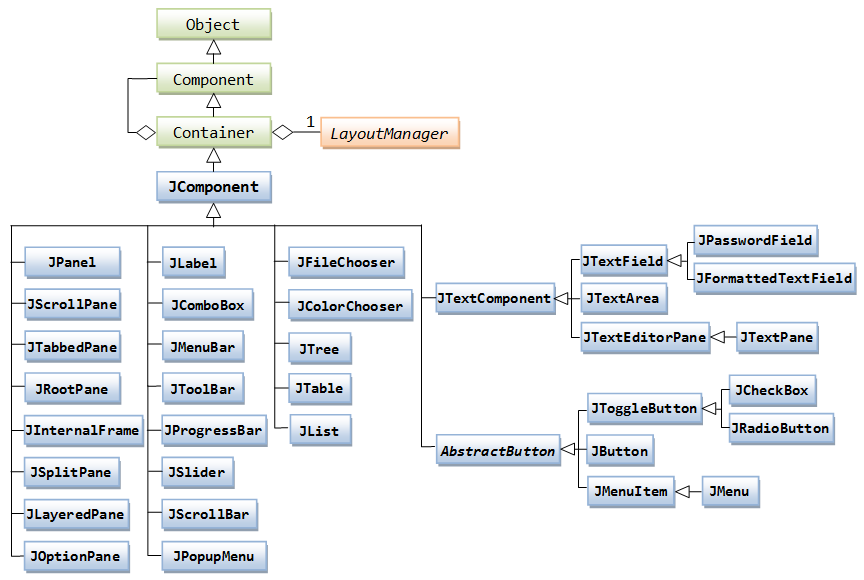 Object
Component
Container
1
LayoutManager
JComponent
JPanel
JScrollPane
JTabbedPane
JRootPane
JInternalFrame
JSplitPane
JLayeredPane
JOptionPane
JLabel
JComboBox
JMenuBar
JToolBar
JProgressBar
JSlider
JScrollBar
JPopupMenu
JFileChooser
JColorChooser
JTree
JTable
JList
JTextComponent
JTextField
JPasswordField
JFormattedTextField
JTextArea
JTextEditorPane
JTextPane
AbstractButton
JToggleButton
JCheckBox
JRadioButton
JButton
JMenuItem
JMenu